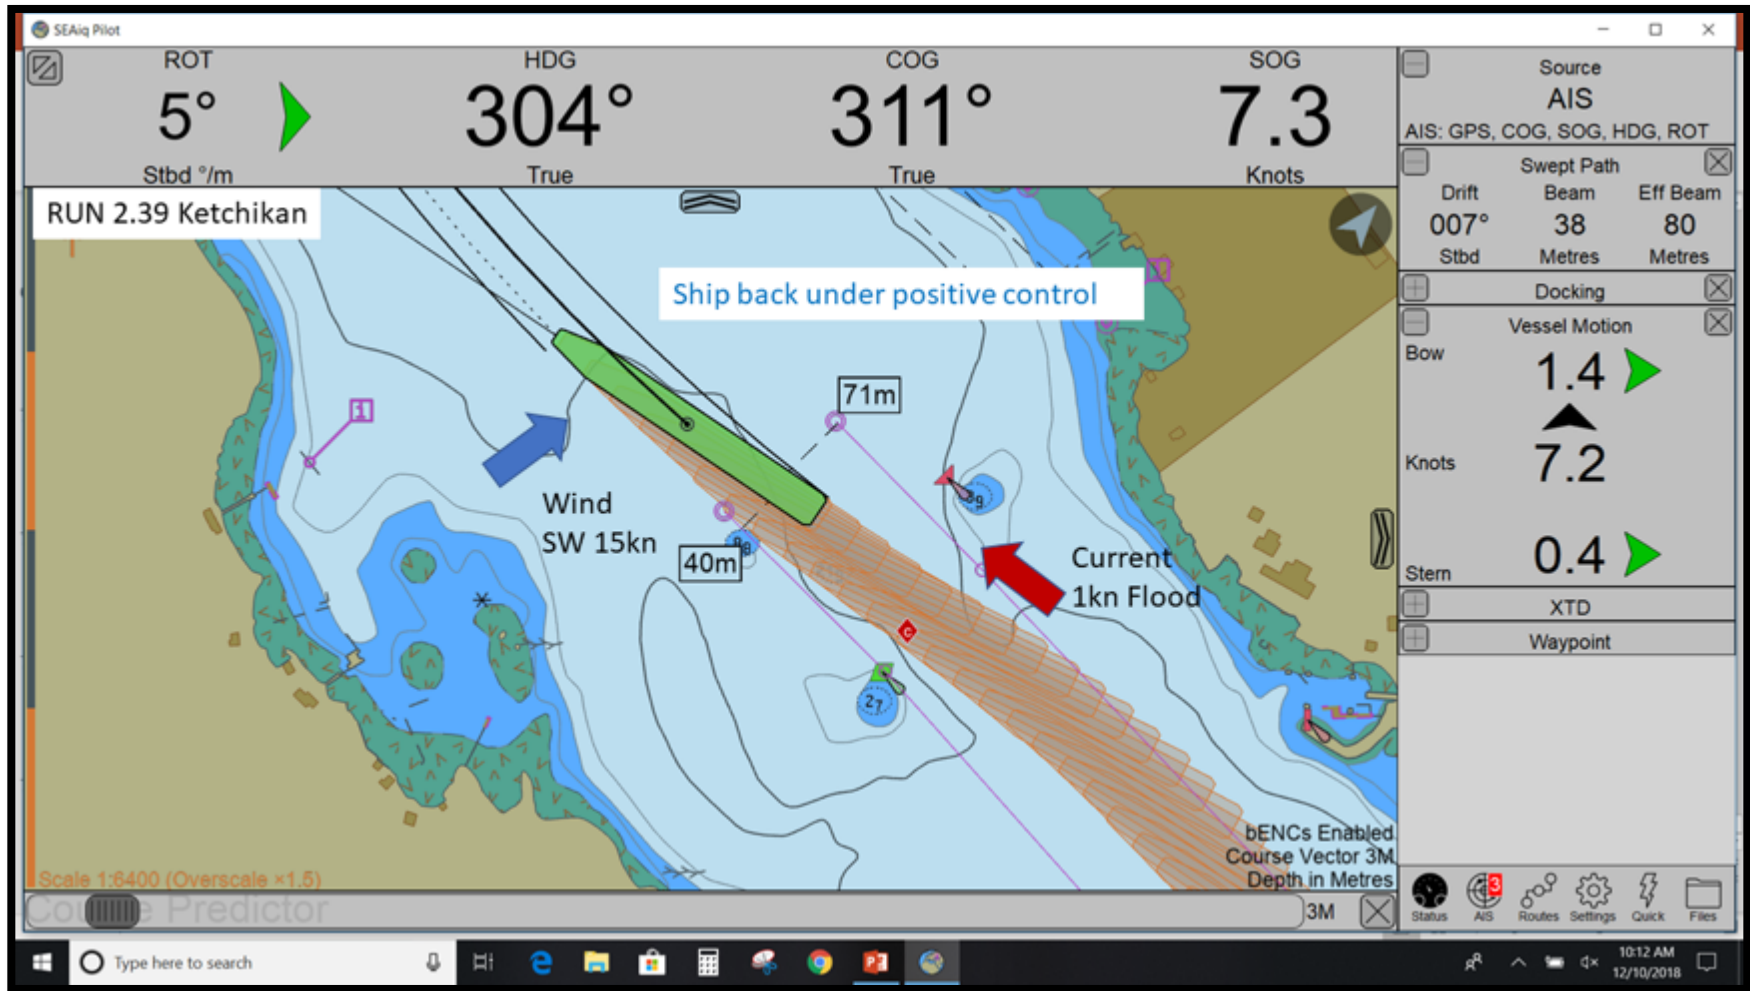 SEAiq Pilot
ROT
5°
Stbd °/m
HDG
304°
True
COG
311°
True
SOG
7.3
Knots
Source
AIS
AIS: GPS, COG, SOG, HDG, ROT
Swept Path
Drift Beam Eff Beam
007° 38 80
Stbd Metres Metres
Docking
Vessel Motion
Bow
1.4
Knots
7.2
Stern
0.4
XTD
Waypoint
RUN 2.39 Ketchikan
Ship back under positive control
71m
1
Wind
SW 15kn
40m
Current
1kn Flood
c
27
bENCs Enabled
Course Vector 3M
Depth in Metres
Scale 1:6400 (Overscale ×1.5)
Course Predictor
3M
3
Status AIS Routes Settings Quick Files
Type here to search
10:12 AM
12/10/2018